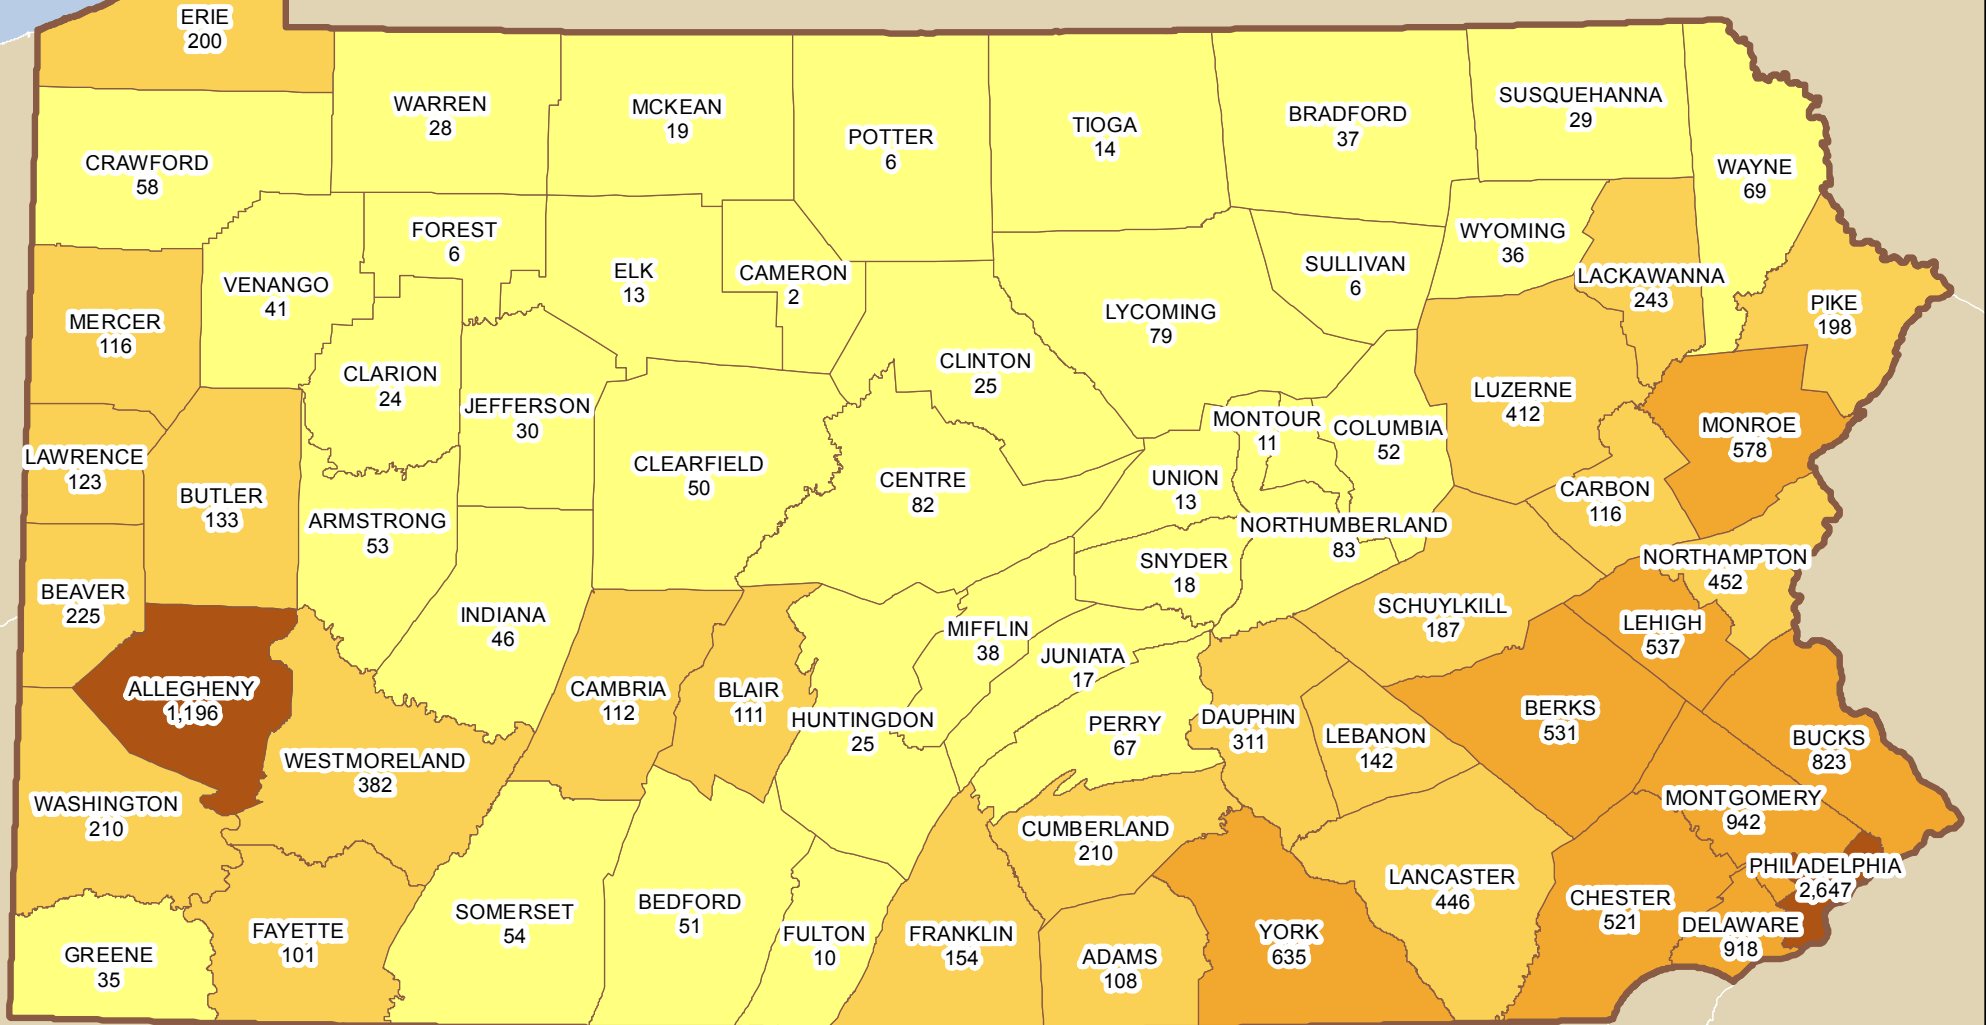 ERIE
200
WARREN
28
MCKEAN
19
POTTER
6
TIOGA
14
BRADFORD
37
SUSQUEHANNA
29
WAYNE
69
CRAWFORD
58
FOREST
6
VENANGO
41
ELK
13
CAMERON
2
SULLIVAN
6
WYOMING
36
LACKAWANNA
243
PIKE
198
MERCER
116
LYCOMING
79
CLARION
24
JEFFERSON
30
CLINTON
25
LUZERNE
412
MONROE
578
LAWRENCE
123
BUTLER
133
ARMSTRONG
53
CLEARFIELD
50
CENTRE
82
UNION
13
MONTOUR
11
COLUMBIA
52
CARBON
116
NORTHUMBERLAND
83
SNYDER
18
NORTHAMPTON
452
BEAVER
225
INDIANA
46
MIFFLIN
38
JUNIATA
17
SCHUYLKILL
187
LEHIGH
537
ALLEGHENY
1,196
CAMBRIA
112
BLAIR
111
HUNTINGDON
25
PERRY
67
DAUPHIN
311
LEBANON
142
BERKS
531
BUCKS
823
WESTMORELAND
382
WASHINGTON
210
CUMBERLAND
210
MONTGOMERY
942
PHILADELPHIA
2,647
LANCASTER
446
CHESTER
521
DELAWARE
918
GREENE
35
FAYETTE
101
SOMERSET
54
BEDFORD
51
FULTON
10
FRANKLIN
154
ADAMS
108
YORK
635